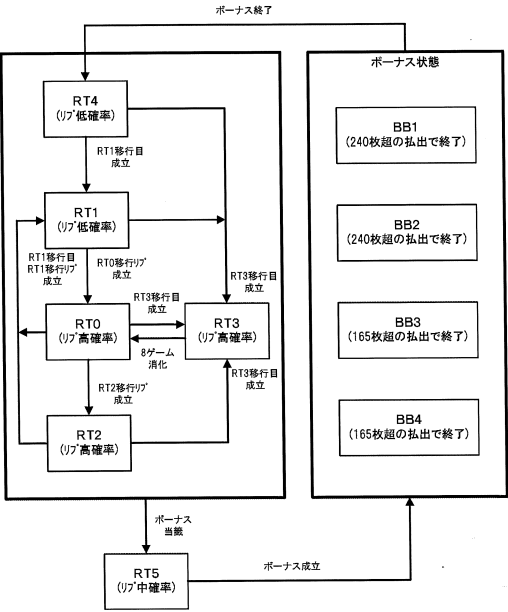 ボーナス終了
ボーナス状態
RT4
(リプ低確率)
RT1移行目
成立
RT1
(リプ低確率)
RT1移行目
RT1移行リプ
成立
RT0移行リプ
成立
RT3移行目
成立
RT3移行目
成立
RT0
(リプ高確率)
RT3
(リプ高確率)
8ゲーム
消化
RT2移行リプ
成立
RT3移行目
成立
RT2
(リプ高確率)
BB1
(240枚超の払出で終了)
BB2
(240枚超の払出で終了)
BB3
(165枚超の払出で終了)
BB4
(165枚超の払出で終了)
ボーナス
当籤
RT5
(リプ中確率)
ボーナス成立